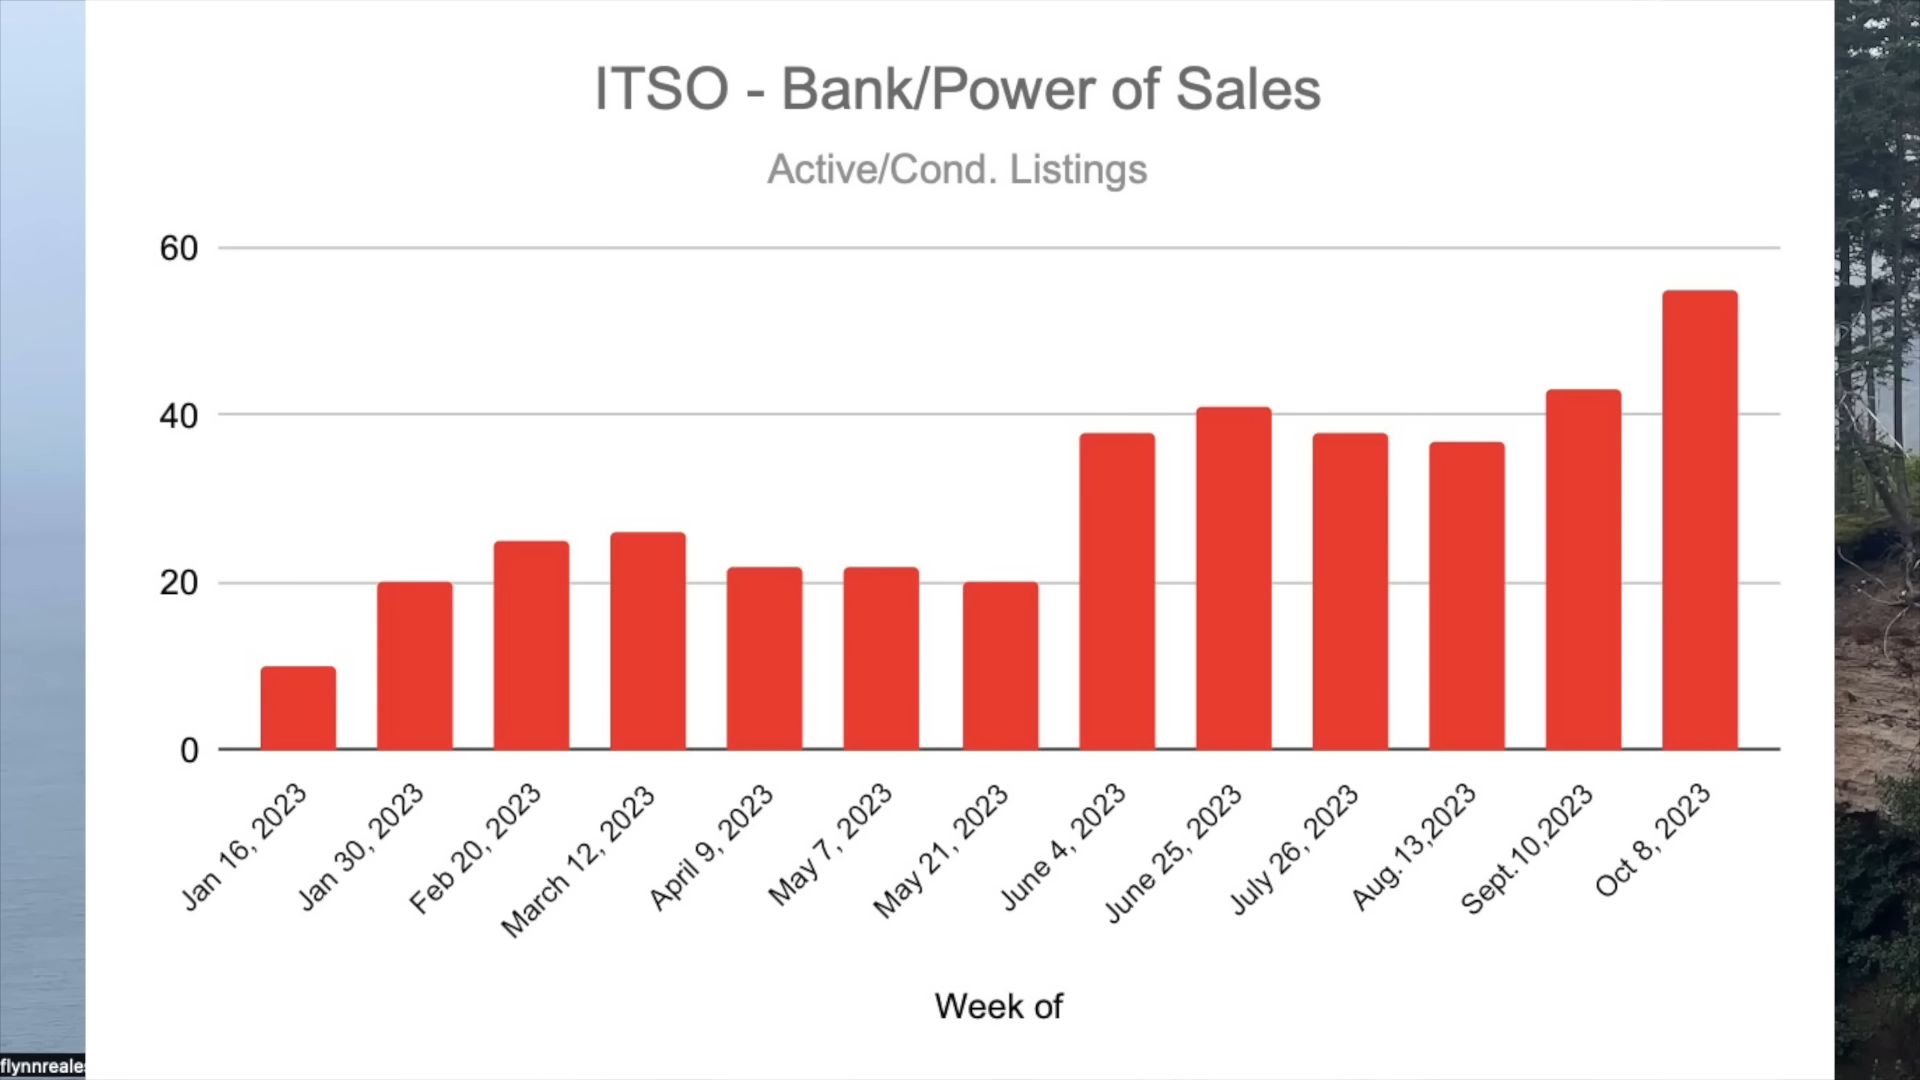 ITSO - Bank/Power of Sales
Active/Cond. Listings
60
40
20
0
Jan 16, 2023
Jan 30, 2023
Feb 20, 2023
March 12, 2023
April 9, 2023
May 7, 2023
May 21, 2023
June 4, 2023
June 25, 2023
July 26, 2023
Aug. 13,2023
Sept. 10,2023
Oct 8, 2023
Week of
flynnreale